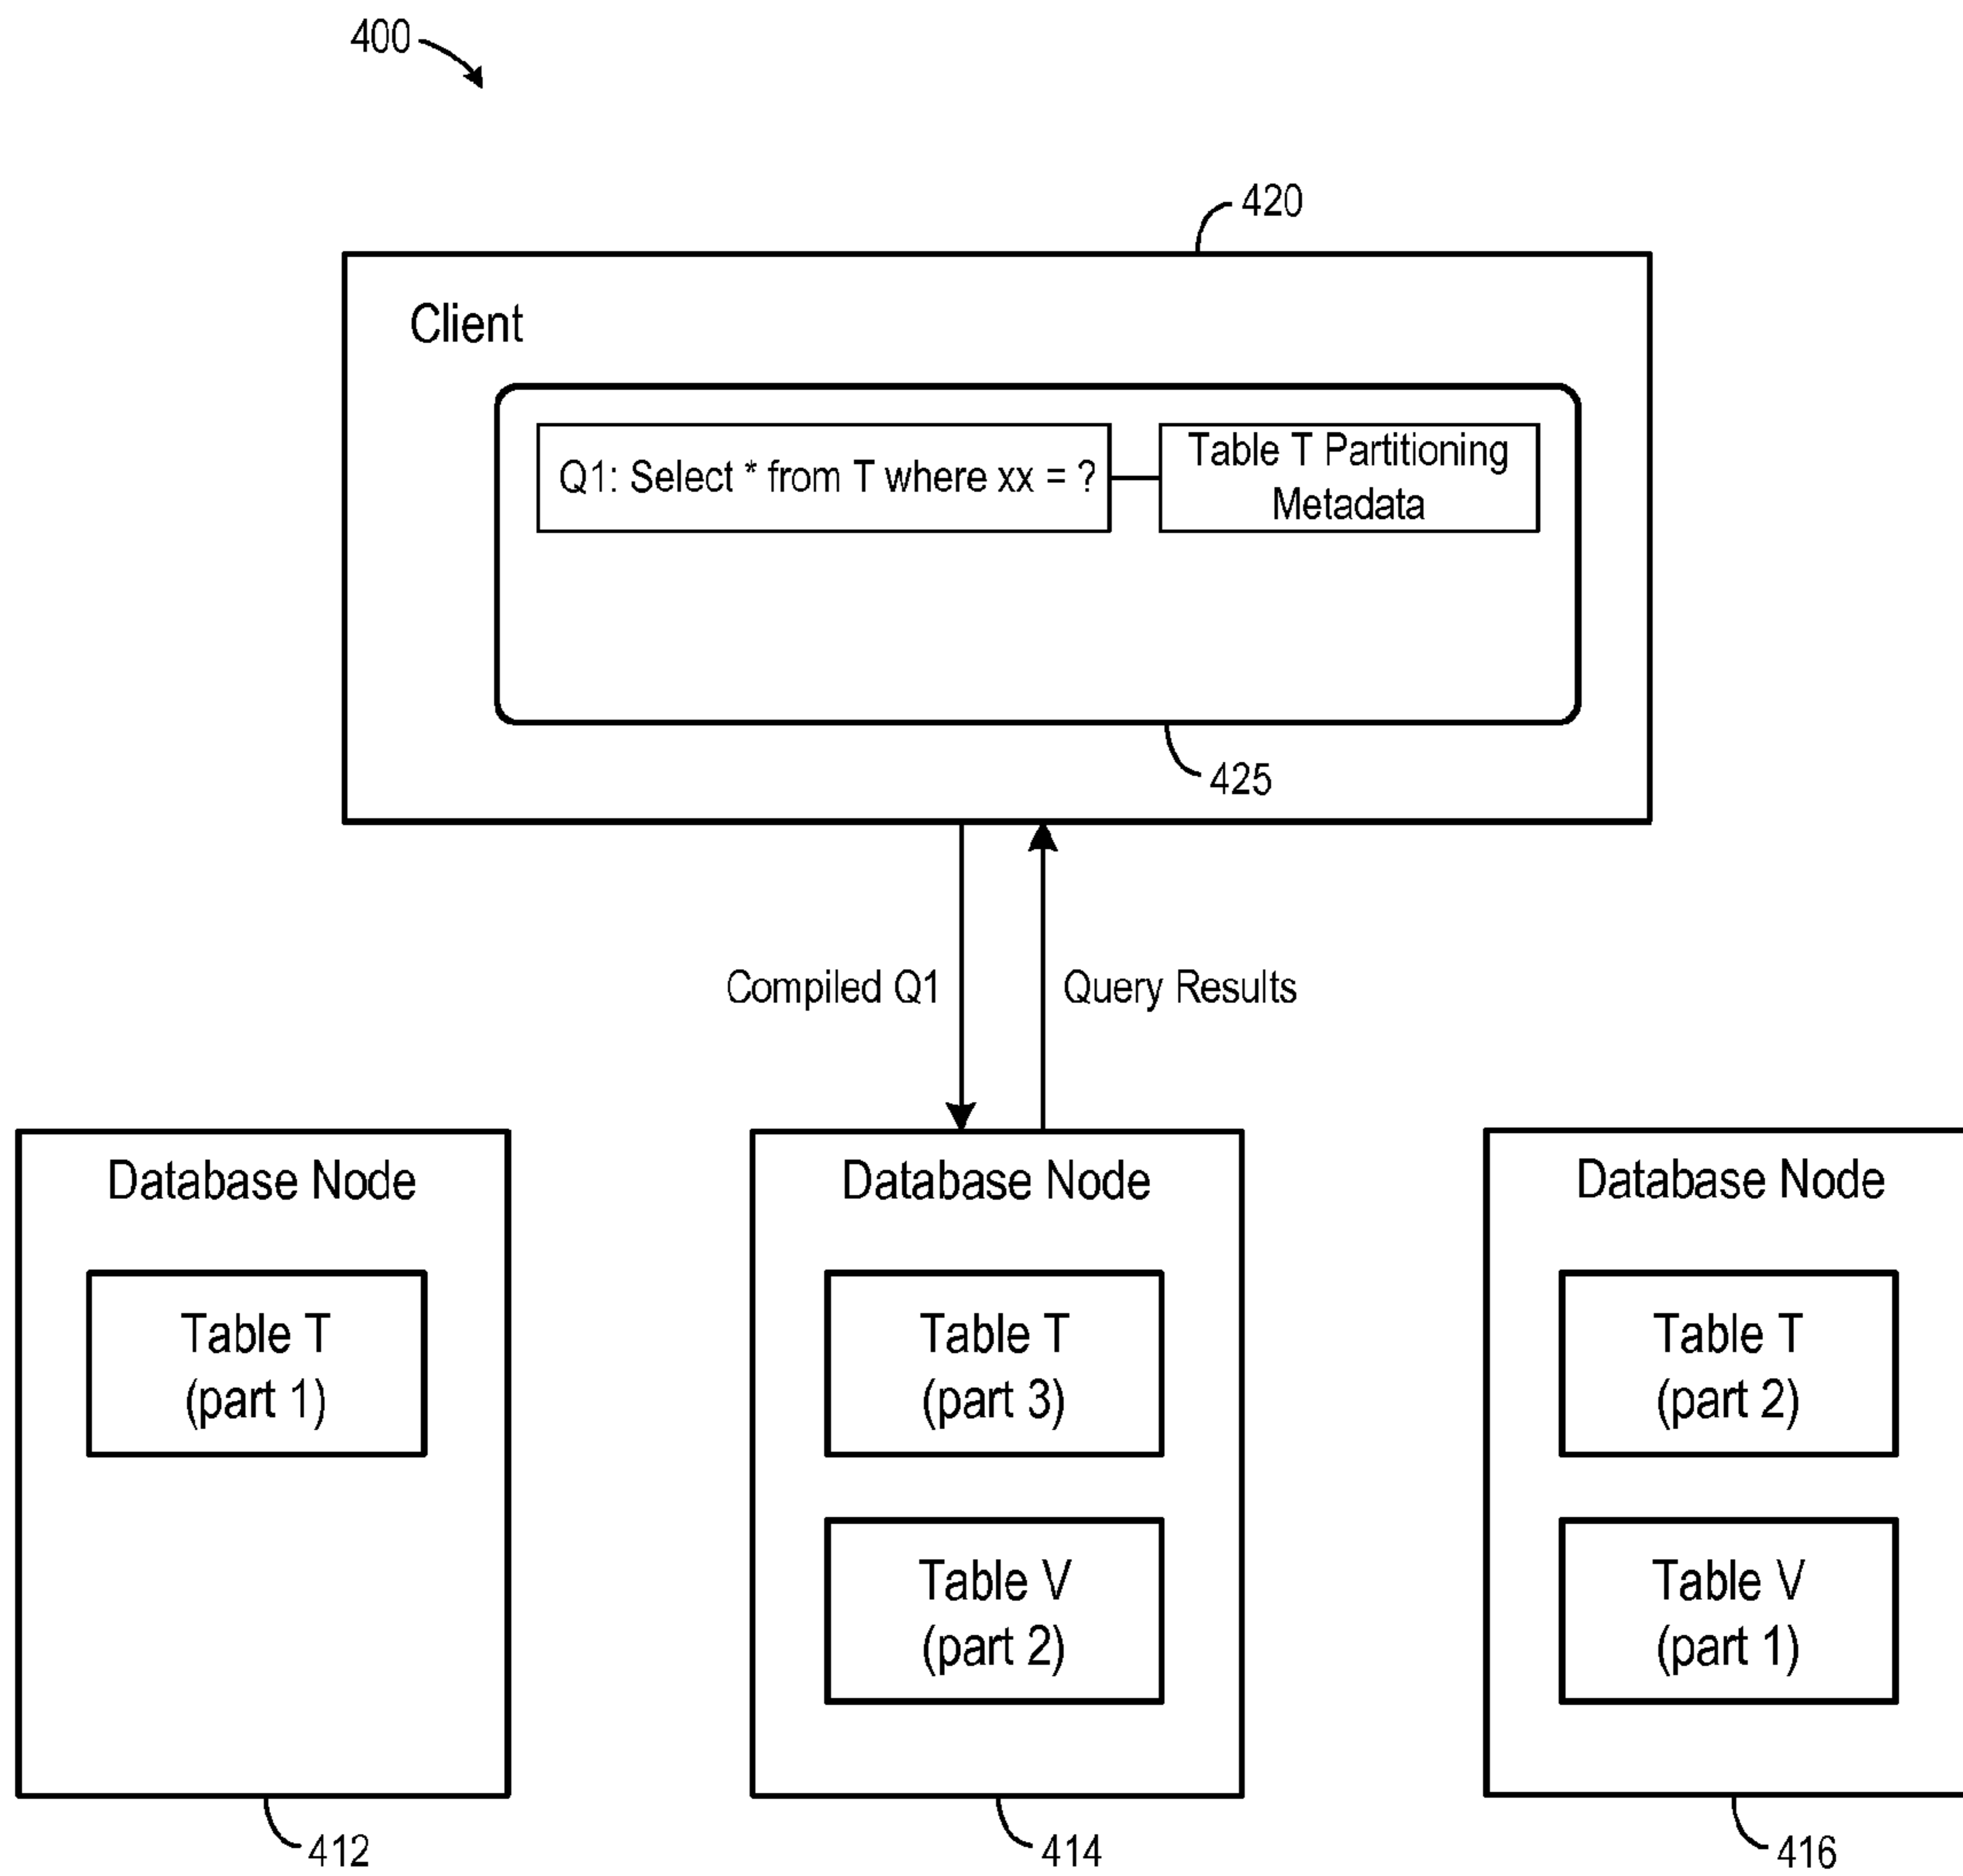 400
420
Client
Q1: Select * from T where xx = ?
Table T Partitioning
Metadata
425
Compiled Q1
Query Results
Database Node
Table T
(part 1)
412
Database Node
Table T
(part 3)
Table V
(part 2)
414
Database Node
Table T
(part 2)
Table V
(part 1)
416